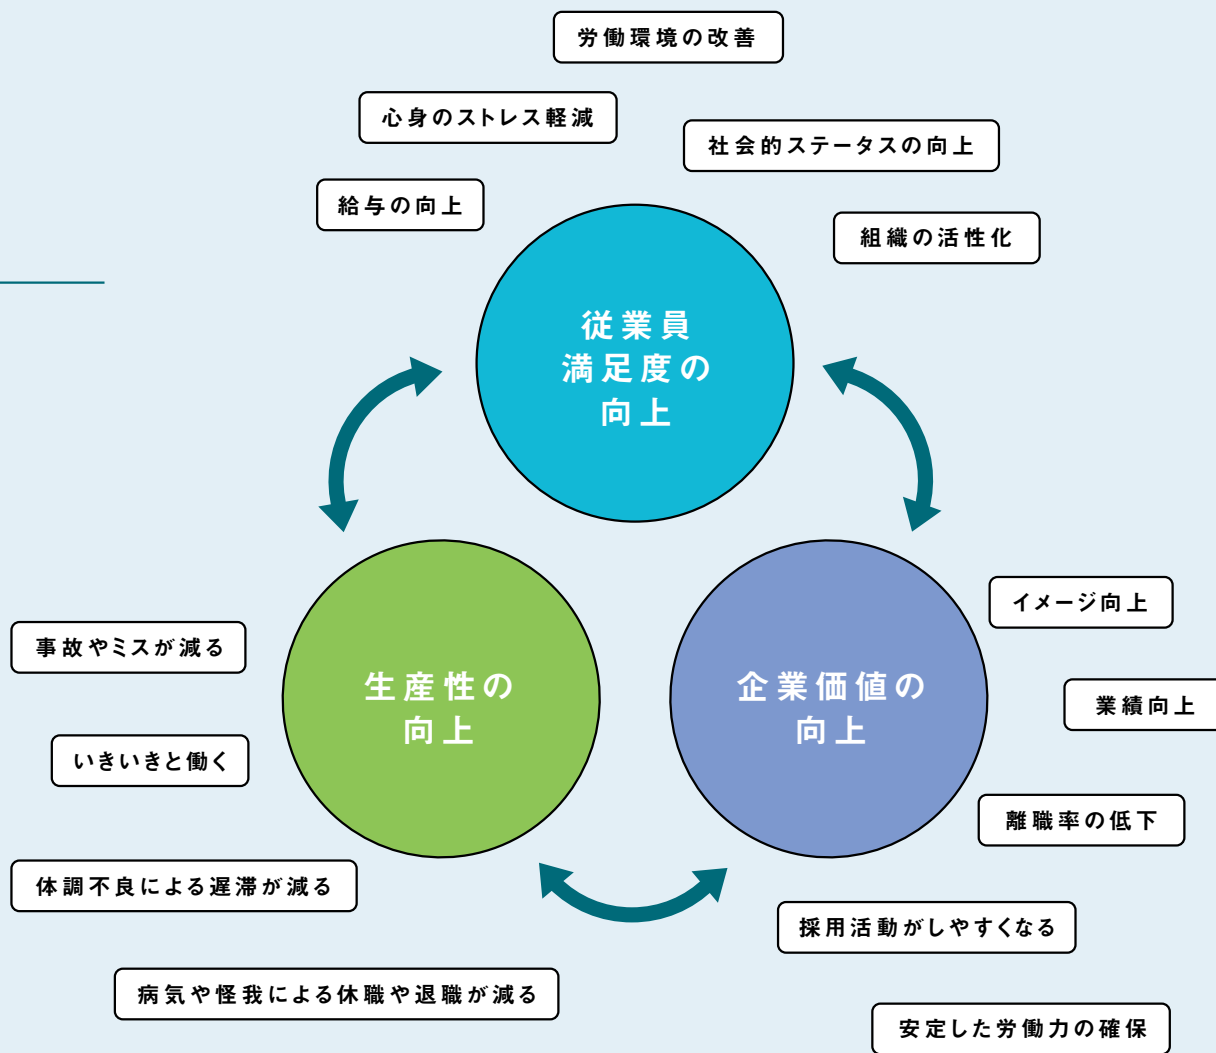 労働環境の改善
心身のストレス軽減
社会的ステータスの向上
給与の向上
組織の活性化
従業員
満足度の
向上
イメージ向上
事故やミスが減る
生産性の
向上
企業価値の
向上
業績向上
いきいきと働く
離職率の低下
体調不良による遅滞が減る
採用活動がしやすくなる
病気や怪我による休職や退職が減る
安定した労働力の確保